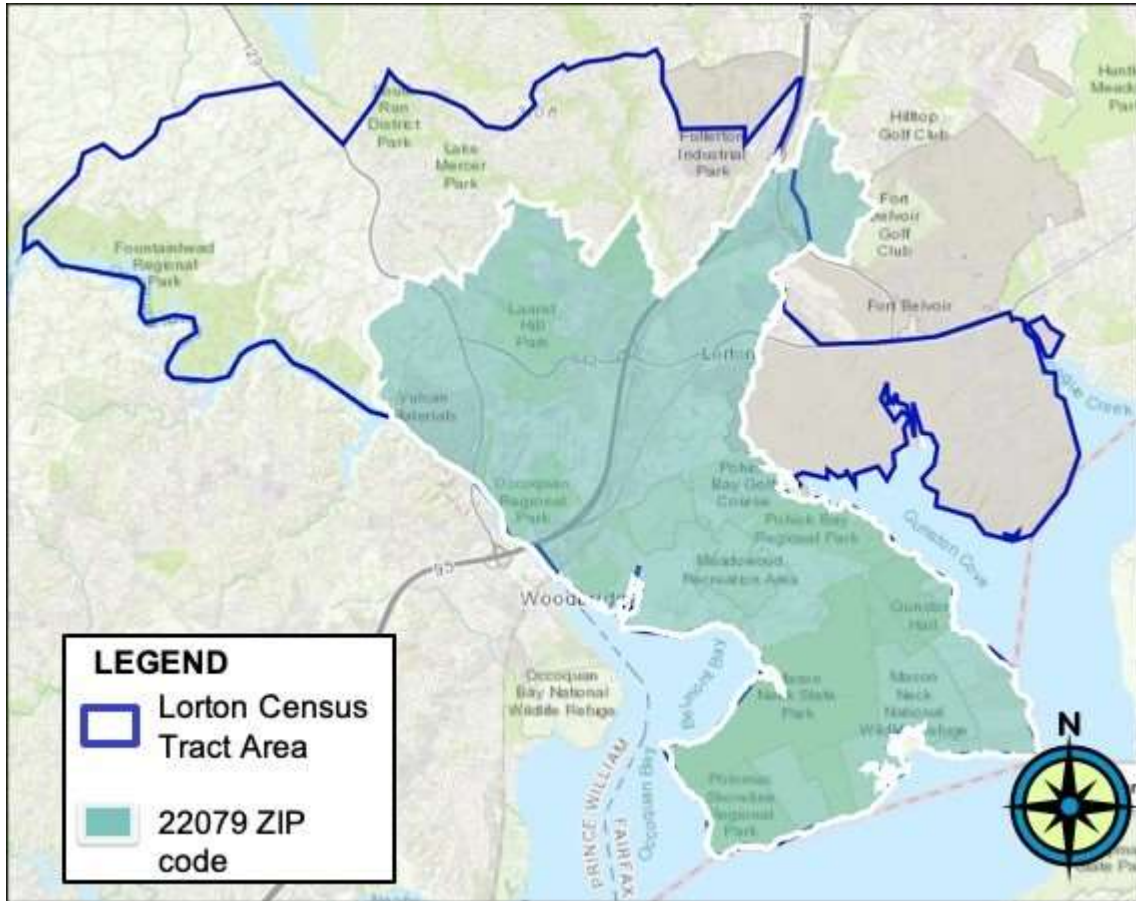 Hilltop
Golf Club
Run
District
Park
Lake
Mercer
Park
Fullerton
Industrial
Park
Fort
Belvoir
Golf
Club
Fountainhead
Regional
Park
Fort Belvoir
Laurel
Hill
Park
Lorton
Vulcan
Materials
Occoquan
Regional
Park
Pohick
Bay Golf
Course
Pohick Bay
Regional Park
Gunston Cove
Meadowood
Recreation Area
Gunston
Hall
Woodbridge
Belmont Bay
Occoquan
Bay National
Wildlife Refuge
Mason
Neck State
Park
Mason
Neck
National
Wildlife Refuge
Occoquan Bay
PRINCE WILLIAM
FAIRFAX
Potomac
Shoreline
Regional
Park
N
LEGEND
Lorton Census
Tract Area
22079 ZIP
code